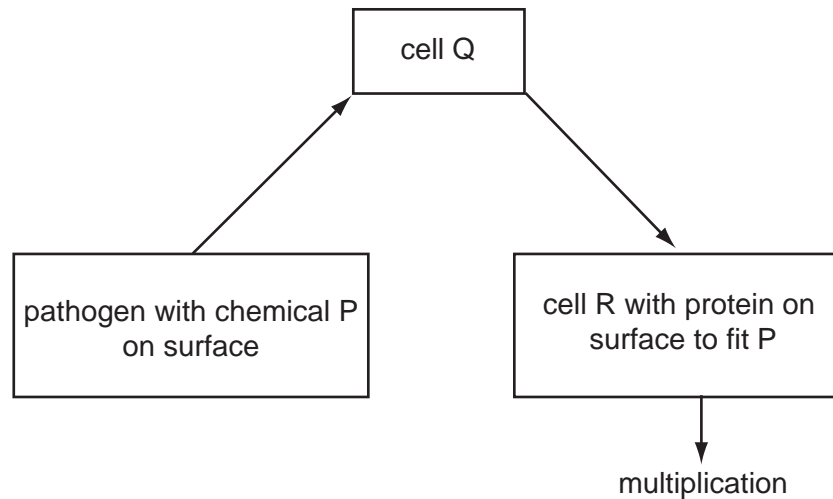 cell Q
pathogen with chemical P
on surface
cell R with protein on
surface to fit P
multiplication